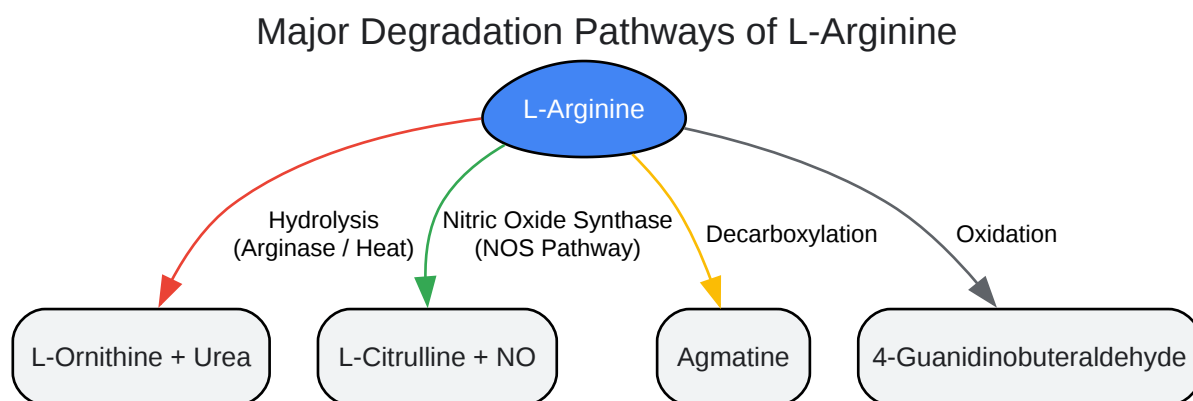 Major Degradation Pathways of L-Arginine
L-Arginine
Hydrolysis
(Arginase / Heat)
Nitric Oxide Synthase
(NOS Pathway)
Decarboxylation
Oxidation
L-Ornithine + Urea
L-Citrulline + NO
Agmatine
4-Guanidinobuteraldehyde